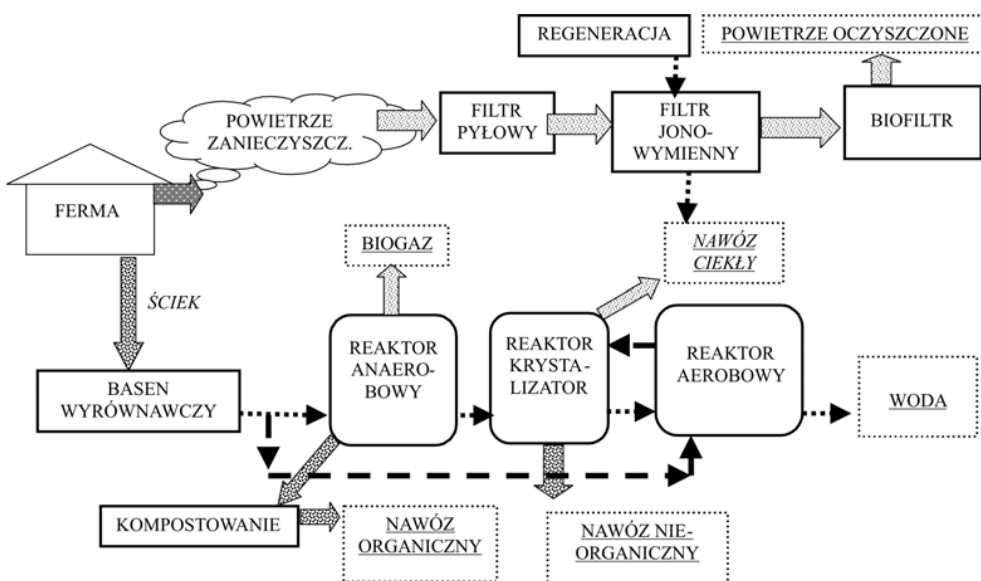 REGENERACJA
POWIETRZE OCZYSZCZONE
POWIETRZE
ZANIECZYSZCZ.
FILTR
PYŁOWY
FILTR
JONO-
WYMIENNY
BIOFILTR
FERMA
BIOGAZ
NAWÓZ
CIEKŁY
ŚCIEK
BASEN
WYRÓWNAWCZY
REAKTOR
ANAERO-
BOWY
REAKTOR
KRYSTA-
LIZATOR
REAKTOR
AEROBOWY
WODA
KOMPOSTOWANIE
NAWÓZ
ORGANICZNY
NAWÓZ NIE-
ORGANICZNY